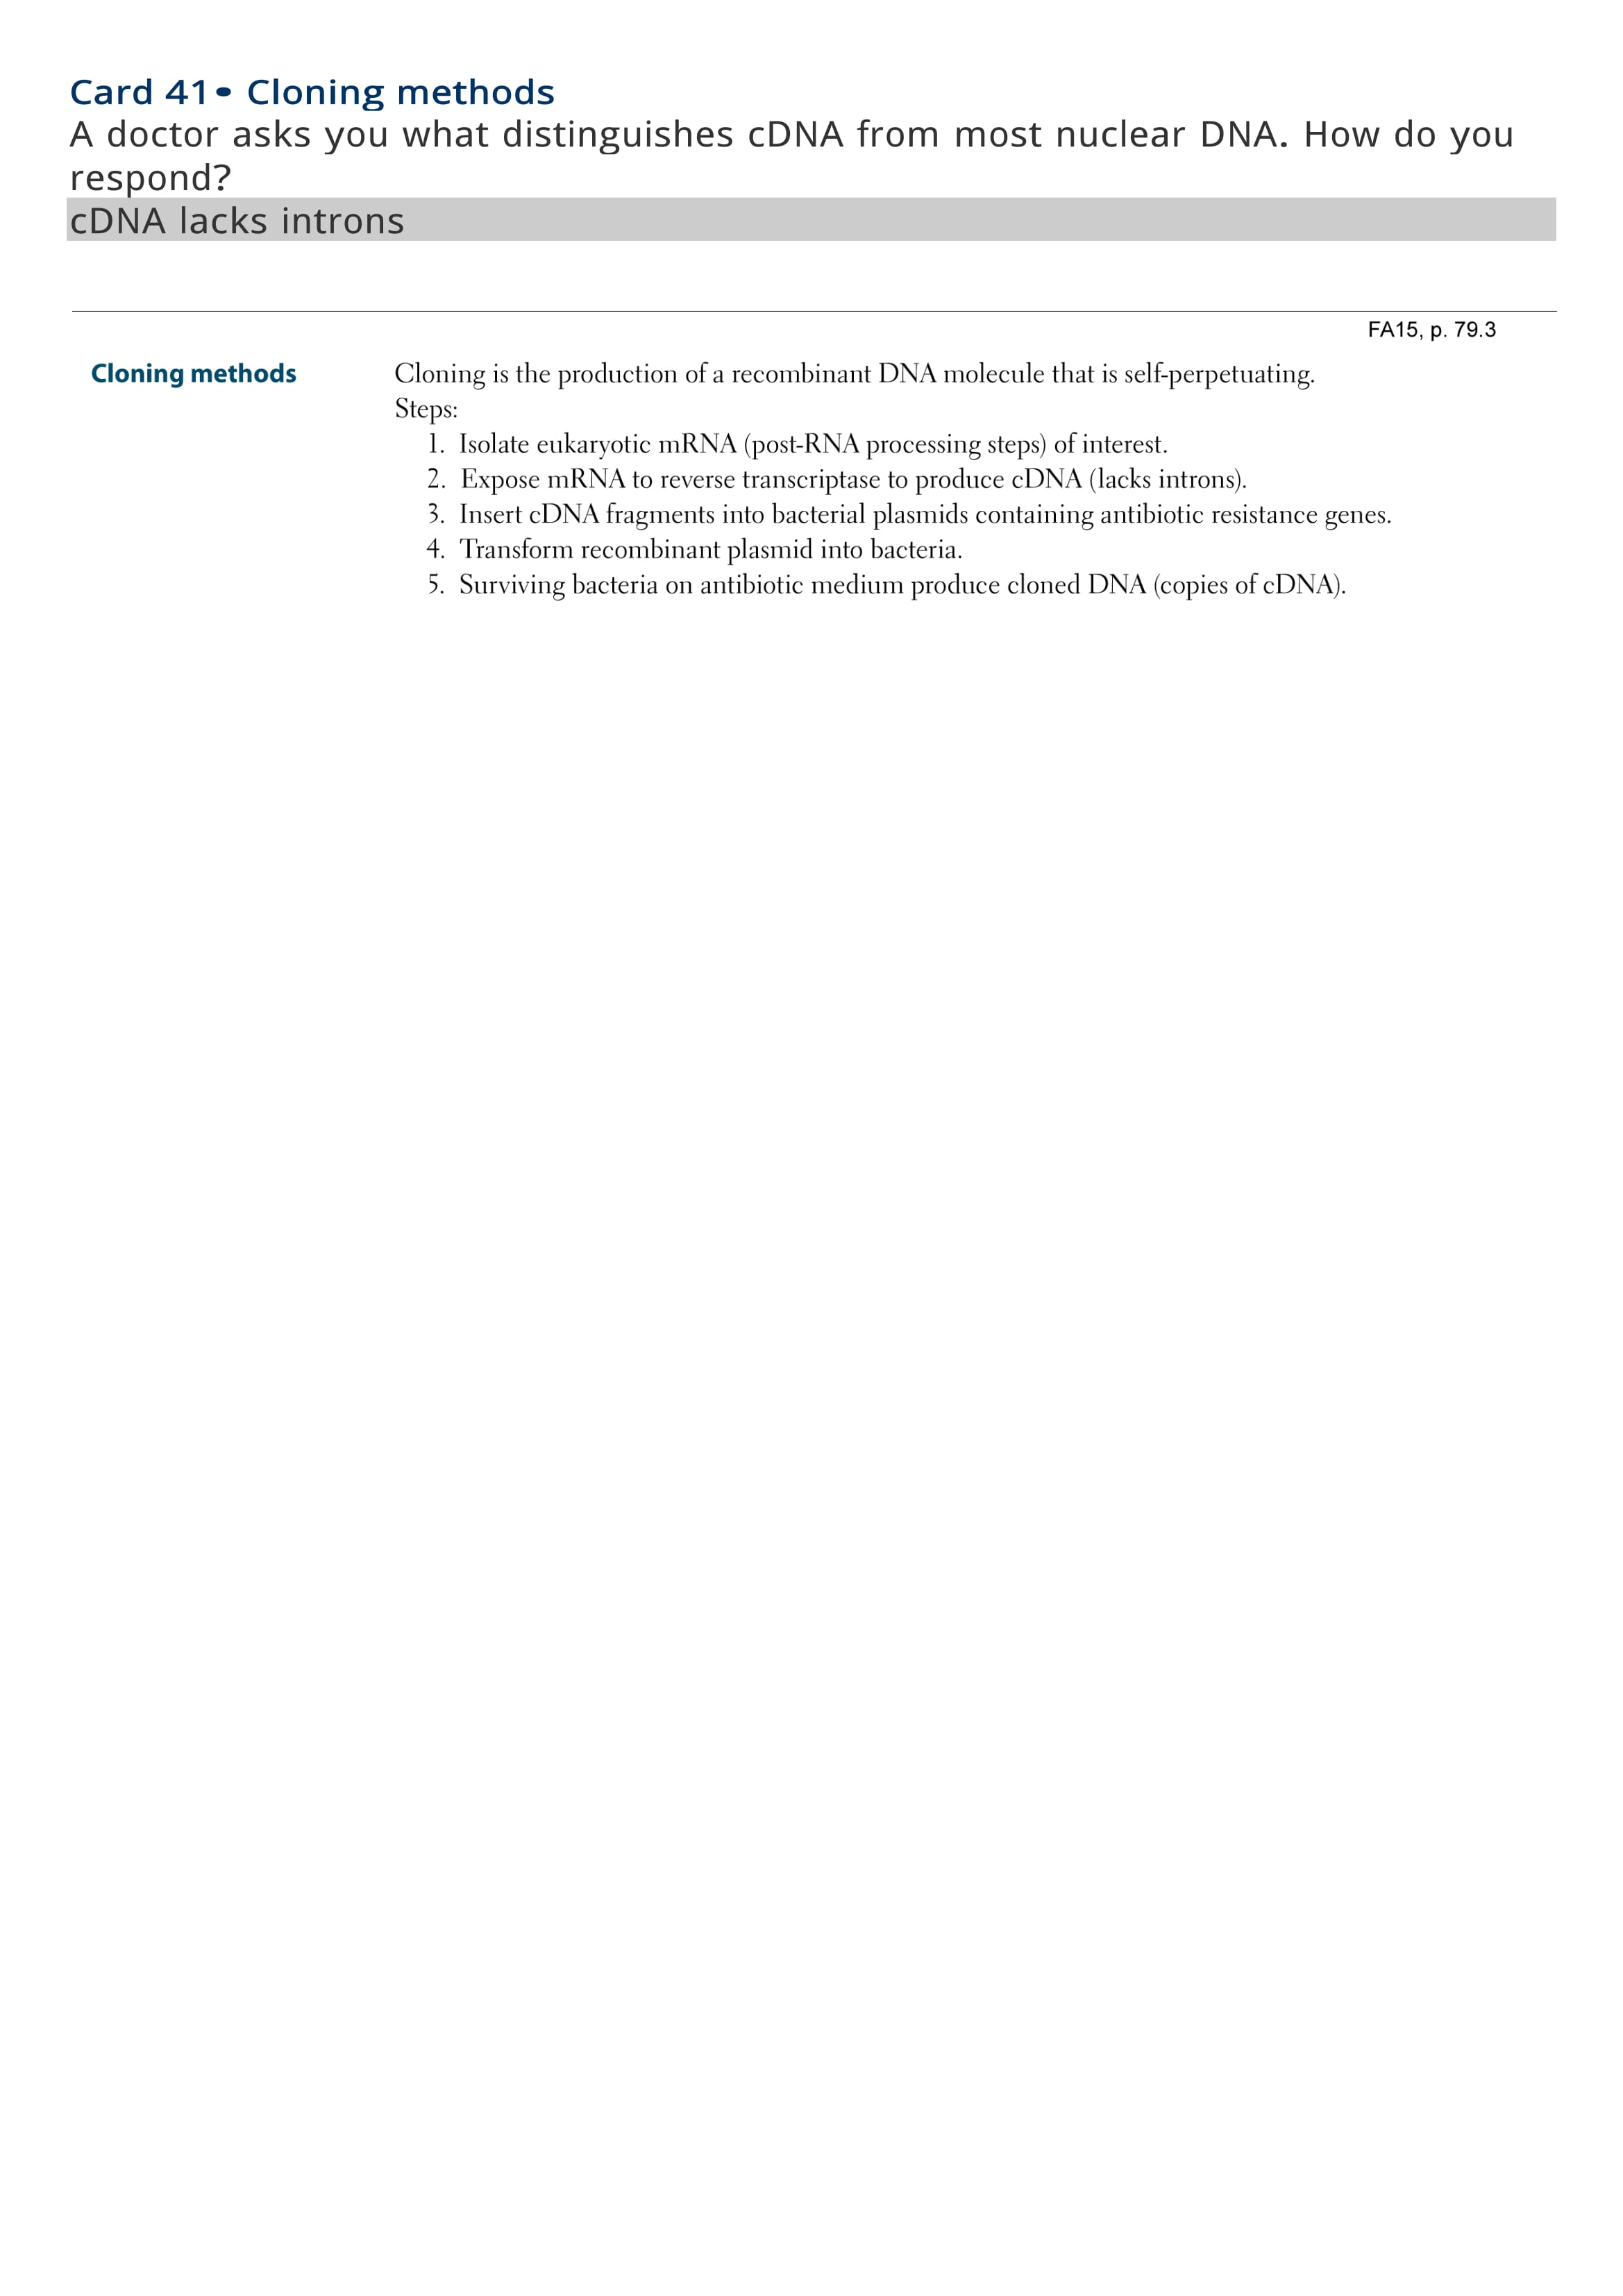 Card 41• Cloning methods
A doctor asks you what distinguishes cDNA from most nuclear DNA. How do you
respond?
cDNA lacks introns
FA15, p. 79.3
Cloning methods
Cloning is the production of a recombinant DNA molecule that is self-perpetuating.
Steps:
1. Isolate eukaryotic mRNA (post-RNA processing steps) of interest.
2. Expose mRNA to reverse transcriptase to produce cDNA (lacks introns).
3. Insert cDNA fragments into bacterial plasmids containing antibiotic resistance genes.
4. Transform recombinant plasmid into bacteria.
5. Surviving bacteria on antibiotic medium produce cloned DNA (copies of cDNA).